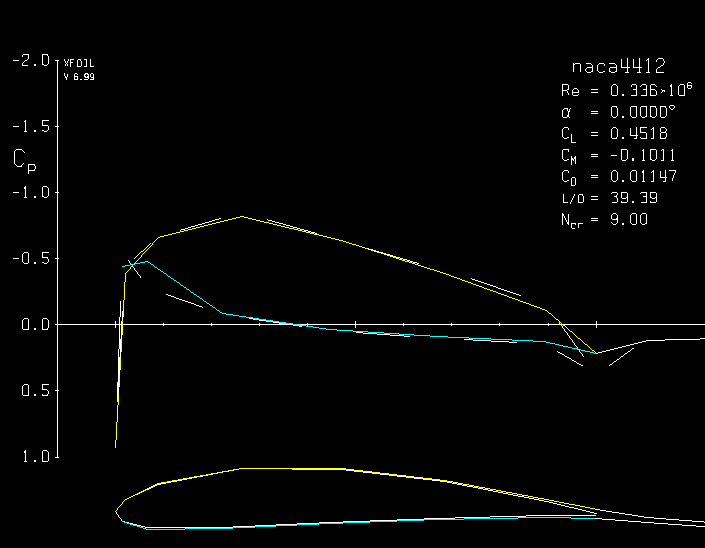 -2.0
XFOIL
V 6.99
naca4412
Re = 0.336×10⁶
α = 0.0000°
-1.5
C_L = 0.4518
C_P
C_M = -0.1011
C_D = 0.01147
-1.0
L/D = 39.39
N_cr = 9.00
-0.5
0.0
0.5
1.0